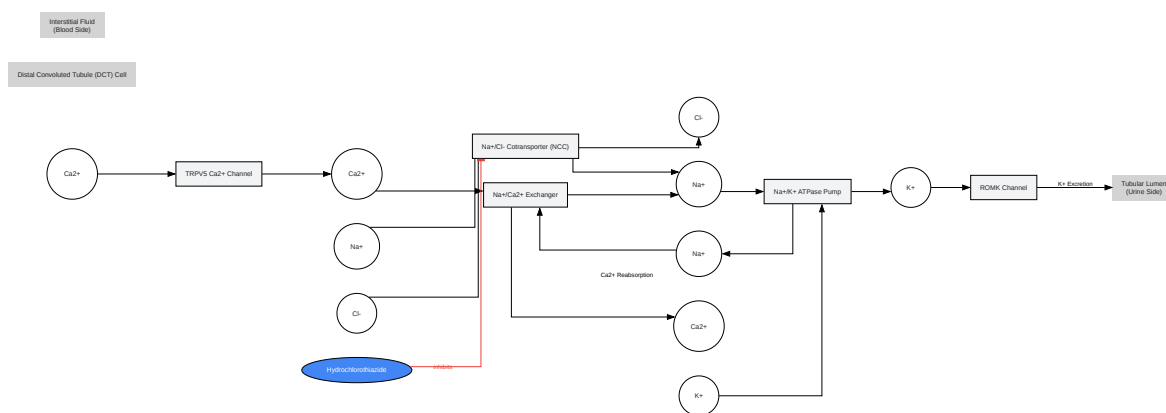 Interstitial Fluid
(Blood Side)
Distal Convoluted Tubule (DCT) Cell
Cl-
Na+/Cl- Cotransporter (NCC)
Ca2+
TRPV5 Ca2+ Channel
Ca2+
Na+/Ca2+ Exchanger
Na+
Na+/K+ ATPase Pump
K+
ROMK Channel
K+ Excretion
Tubular Lumen
(Urine Side)
Na+
Na+
Ca2+ Reabsorption
Cl-
Ca2+
Hydrochlorothiazide
inhibits
K+